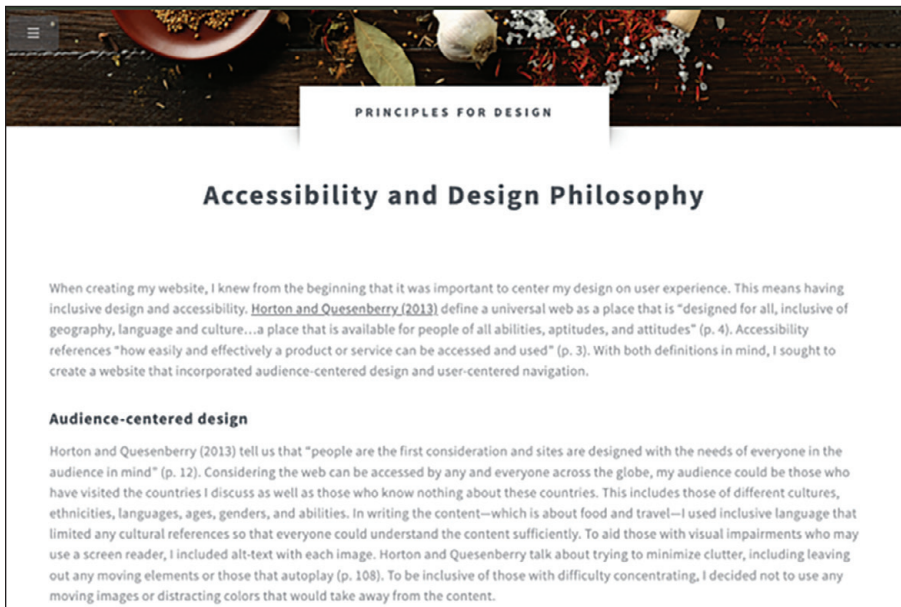 PRINCIPLES FOR DESIGN
Accessibility and Design Philosophy
When creating my website, I knew from the beginning that it was important to center my design on user experience. This means having
inclusive design and accessibility. Horton and Quesenberry (2013) define a universal web as a place that is “designed for all, inclusive of
geography, language and culture…a place that is available for people of all abilities, aptitudes, and attitudes” (p. 4). Accessibility
references “how easily and effectively a product or service can be accessed and used” (p. 3). With both definitions in mind, I sought to
create a website that incorporated audience-centered design and user-centered navigation.
Audience-centered design
Horton and Quesenberry (2013) tell us that “people are the first consideration and sites are designed with the needs of everyone in the
audience in mind” (p. 12). Considering the web can be accessed by any and everyone across the globe, my audience could be those who
have visited the countries I discuss as well as those who know nothing about these countries. This includes those of different cultures,
ethnicities, languages, ages, genders, and abilities. In writing the content—which is about food and travel—I used inclusive language that
limited any cultural references so that everyone could understand the content sufficiently. To aid those with visual impairments who may
use a screen reader, I included alt-text with each image. Horton and Quesenberry talk about trying to minimize clutter, including leaving
out any moving elements or those that autoplay (p. 108). To be inclusive of those with difficulty concentrating, I decided not to use any
moving images or distracting colors that would take away from the content.